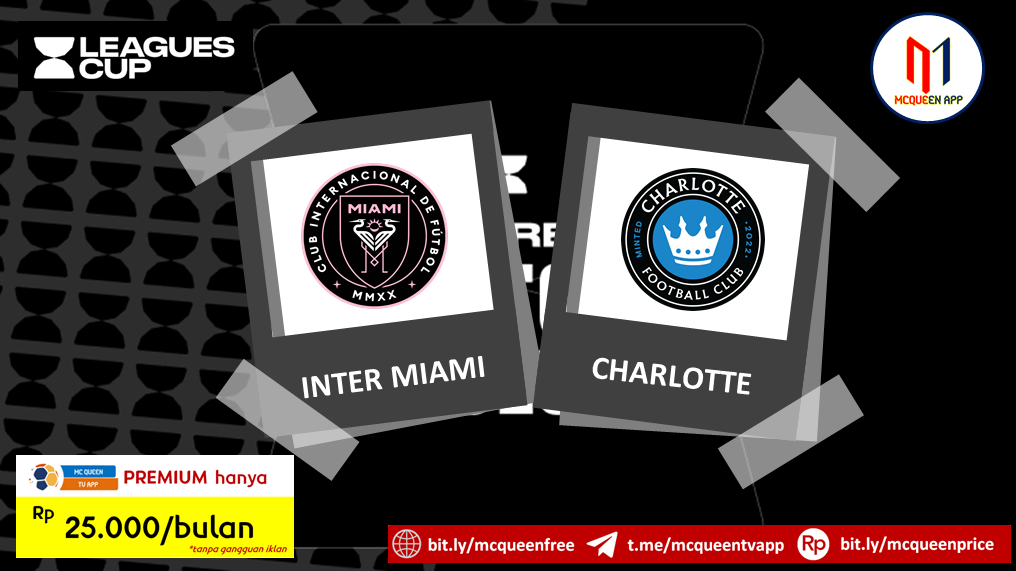 LEAGUES
CUP
MCQUEEN APP
CLUB INTERNACIONAL DE FÚTBOL
MIAMI
MMXX
CHARLOTTE
MINTED
2022
FOOTBALL CLUB
INTER MIAMI
CHARLOTTE
MC QUEEN
TV APP
PREMIUM hanya
Rp 25.000/bulan
*tanpa gangguan iklan
bit.ly/mcqueenfree
t.me/mcqueentvapp
Rp
bit.ly/mcqueenprice